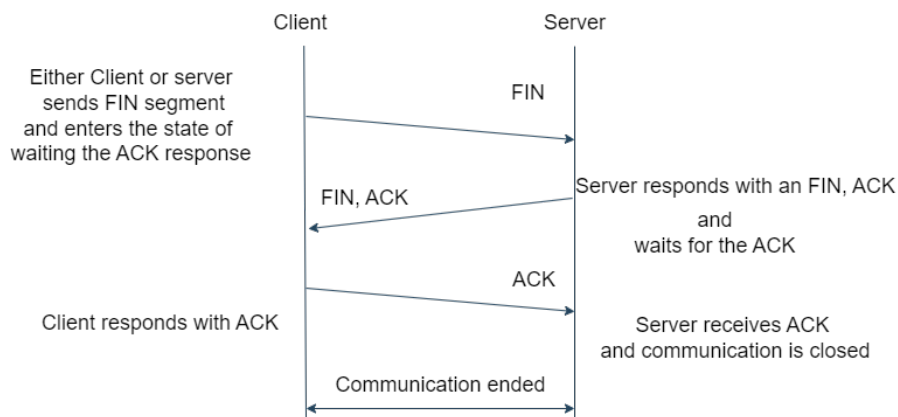 Client
Server
Either Client or server
sends FIN segment
and enters the state of
waiting the ACK response
FIN
FIN, ACK
Server responds with an FIN, ACK
and
waits for the ACK
ACK
Client responds with ACK
Server receives ACK
and communication is closed
Communication ended